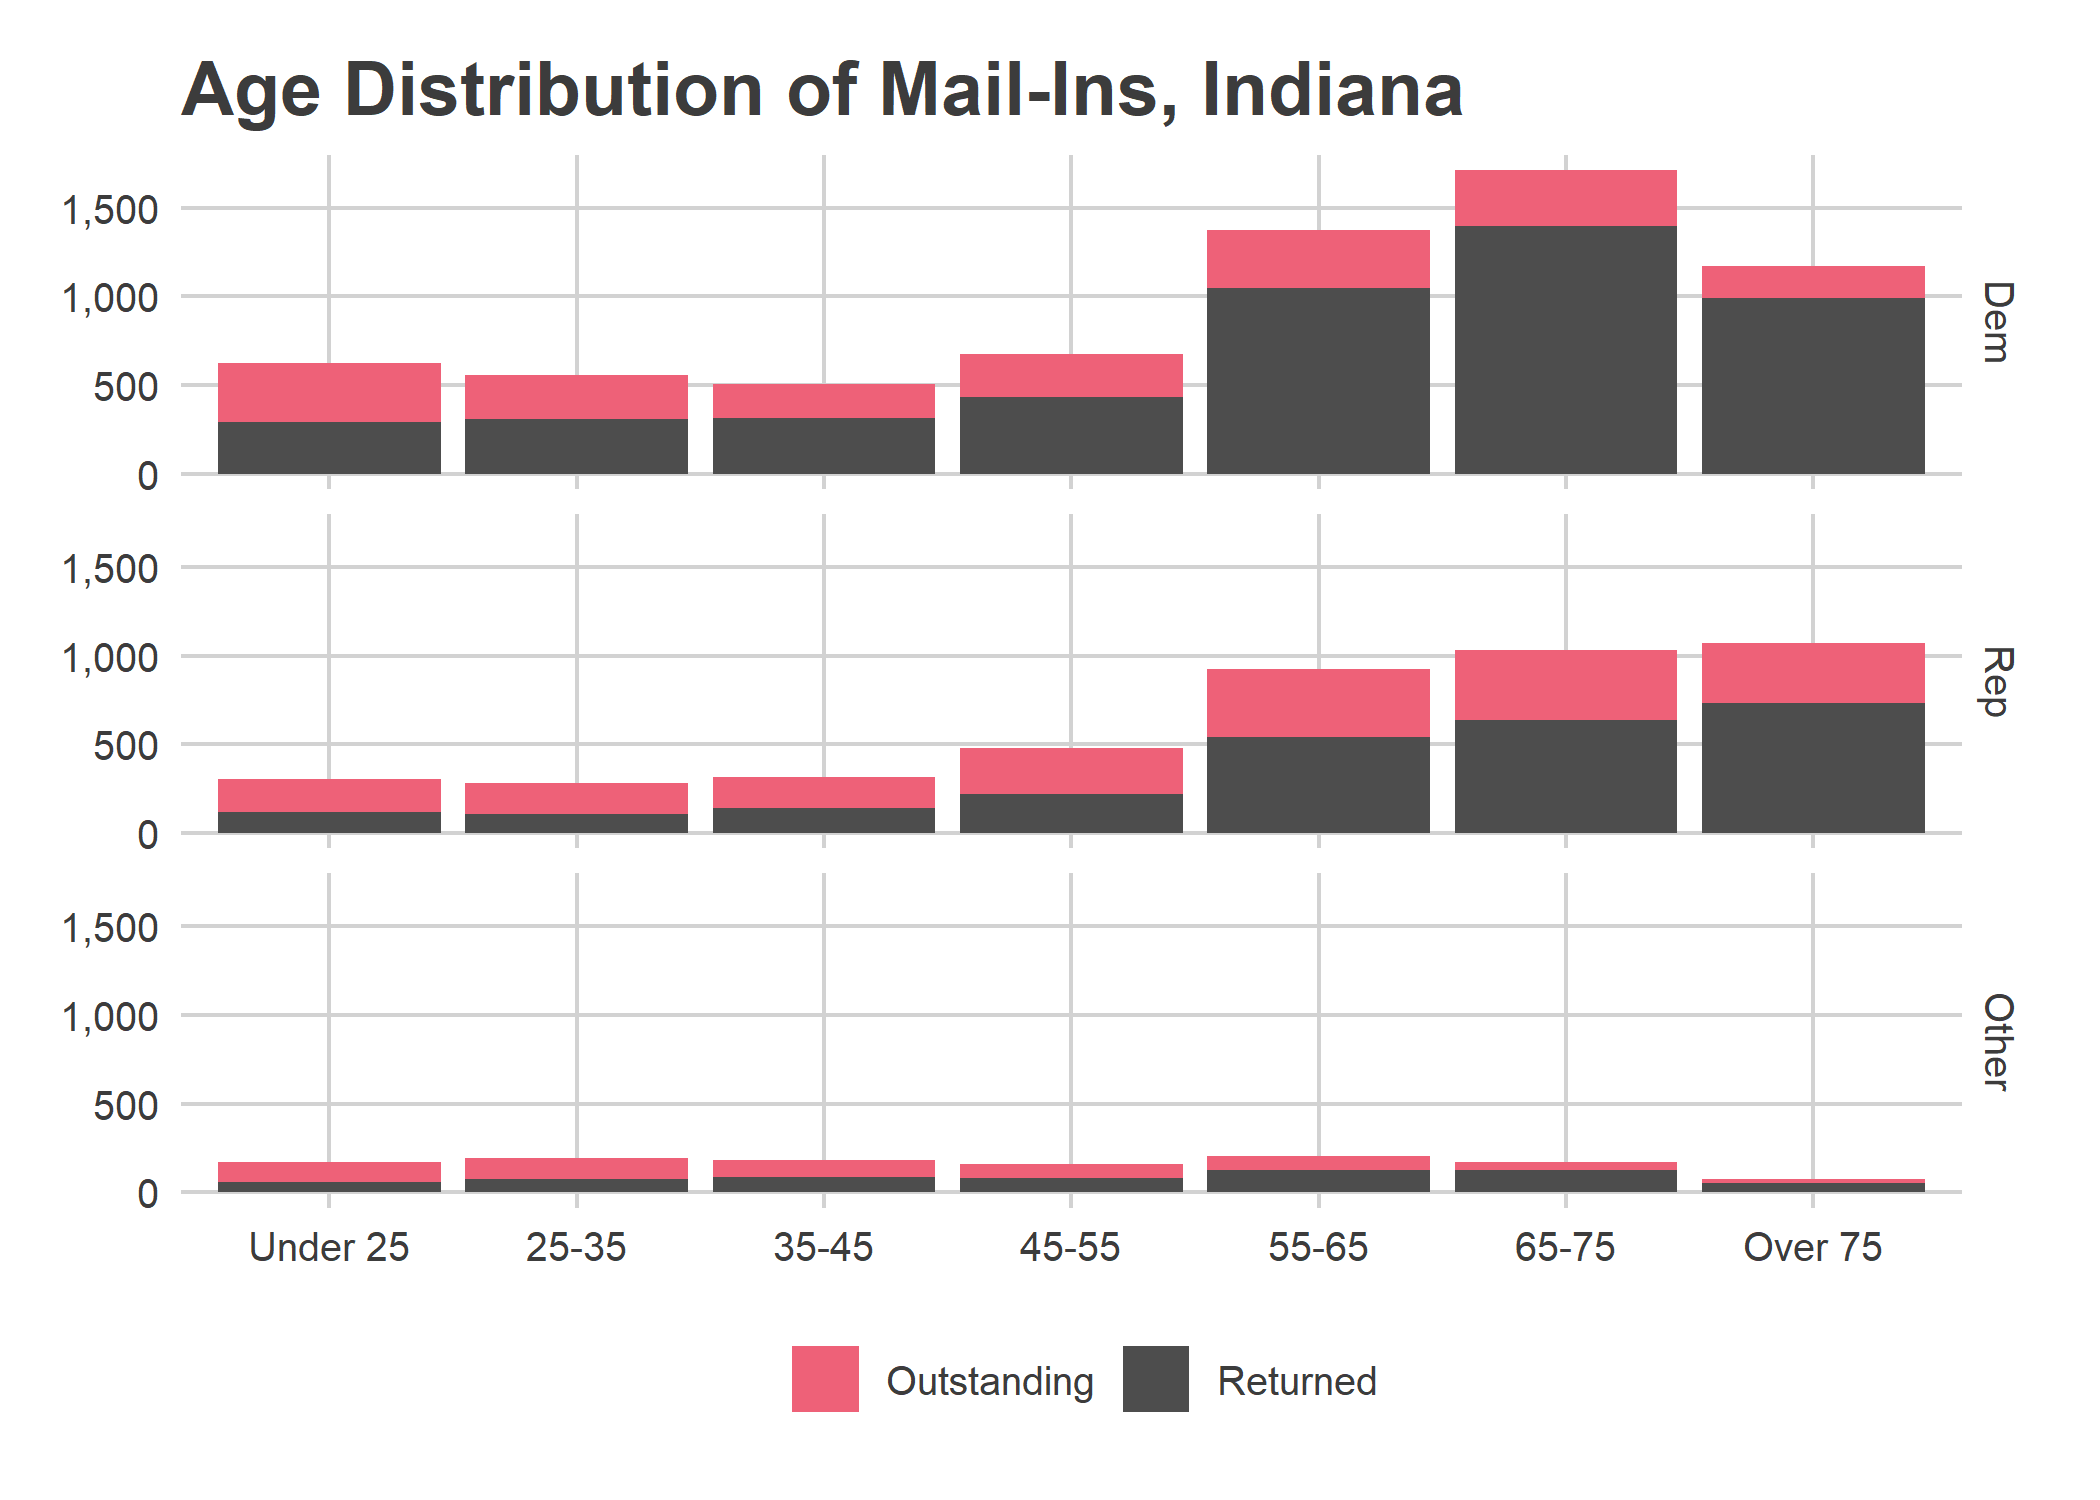 Age Distribution of Mail-Ins, Indiana
1,500
1,000
500
0
Dem
1,500
1,000
500
0
Rep
1,500
1,000
500
0
Other
Under 25 25-35 35-45 45-55 55-65 65-75 Over 75
Outstanding Returned